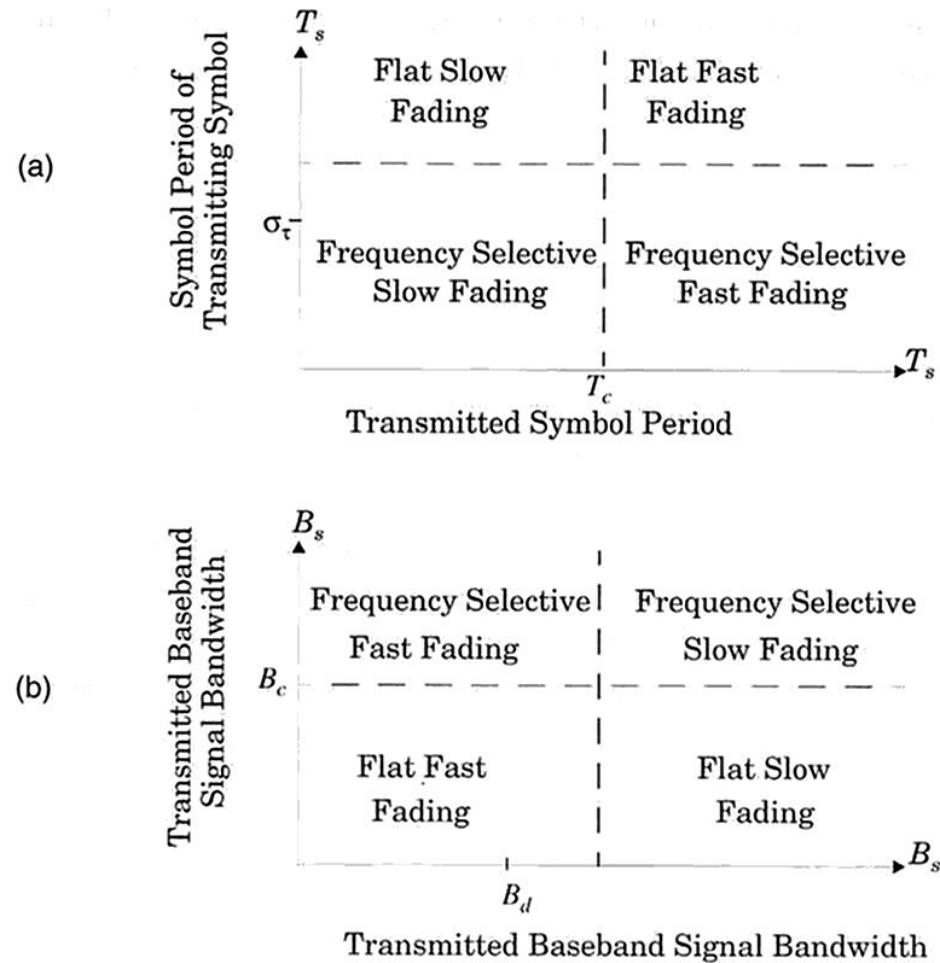 T_s
Symbol Period of
Transmitting Symbol
(a)
Flat Slow
Fading
Flat Fast
Fading
σ_τ
Frequency Selective
Slow Fading
Frequency Selective
Fast Fading
T_c
T_s
Transmitted Symbol Period
B_s
Transmitted Baseband
Signal Bandwidth
(b)
Frequency Selective
Fast Fading
Frequency Selective
Slow Fading
B_c
Flat Fast
Fading
Flat Slow
Fading
B_d
B_s
Transmitted Baseband Signal Bandwidth